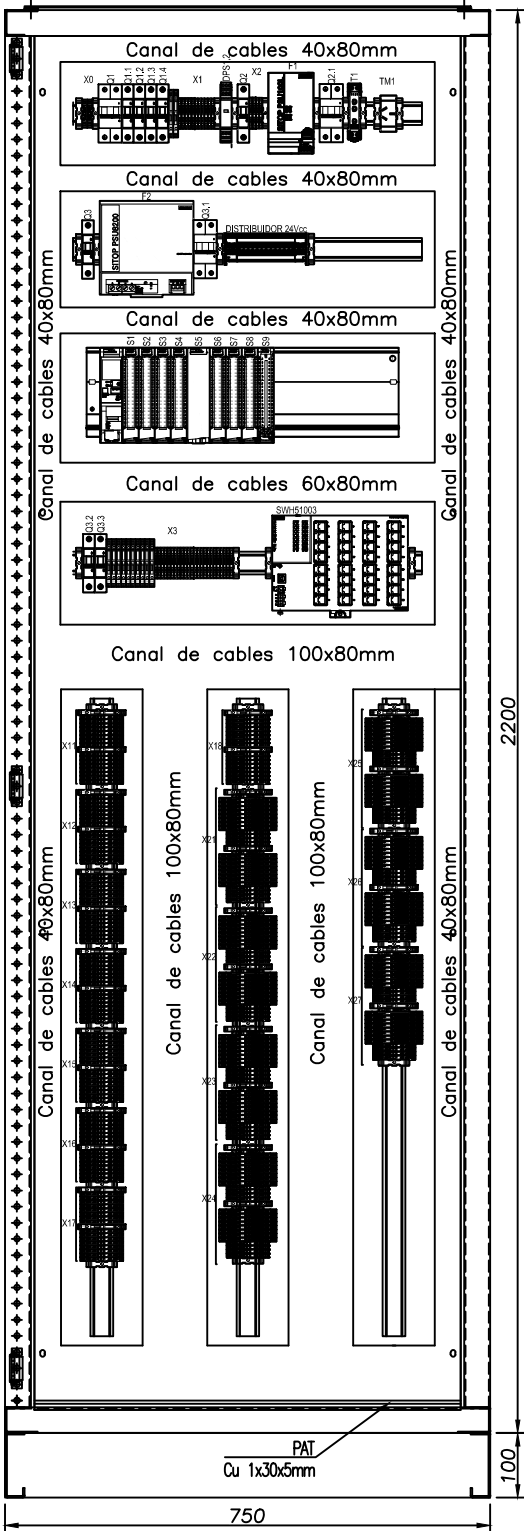 Canal de cables 40x80mm
X0
Q1
Q1.1
Q1.2
Q1.3
Q1.4
X1
DPS1,2
Q2
X2
F1
SITOP PSU8200
Q2.1
T1
TM1
Canal de cables 40x80mm
Q3
F2
SITOP PSU8200
Q3,1
DISTRIBUIDOR 24Vcc
Canal de cables 40x80mm
Canal de cables 40x80mm
Canal de cables 40x80mm
S1
S2
S3
S4
S5
S6
S7
S8
S9
Canal de cables 60x80mm
Q3.2
Q3.3
X3
SWH51003
Canal de cables 100x80mm
X11
X12
X13
X14
X15
X16
X17
X18
X21
X22
X23
X24
X25
X26
X27
Canal de cables 40x80mm
Canal de cables 100x80mm
Canal de cables 100x80mm
Canal de cables 40x80mm
2200
PAT
Cu 1x30x5mm
100
750